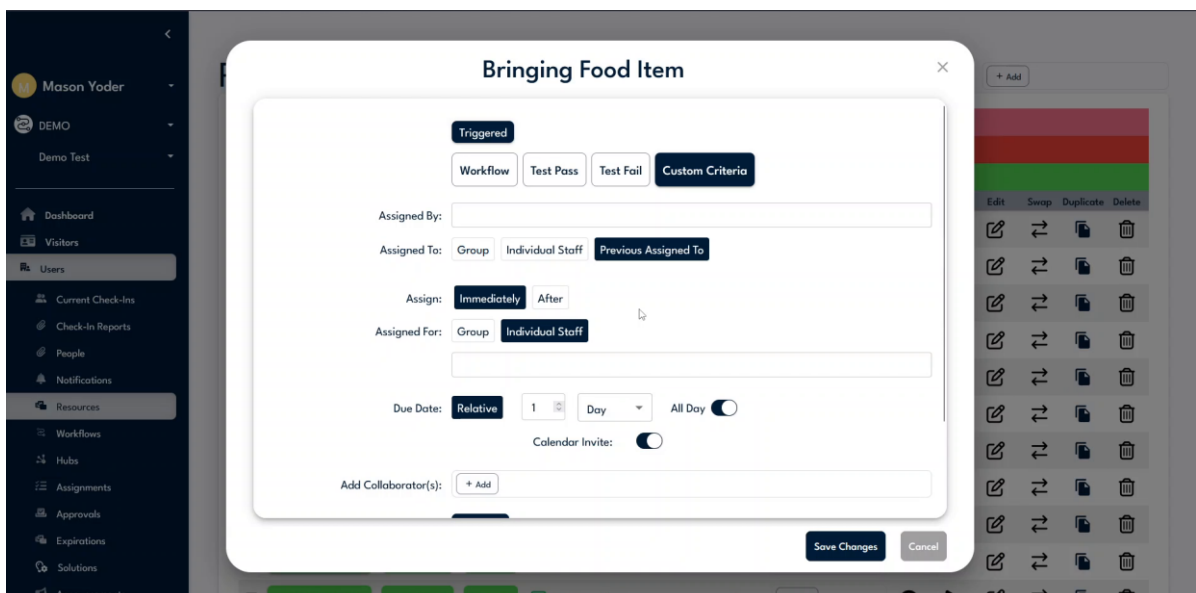 Mason Yoder
DEMO
Demo Test
Dashboard
Visitors
Users
Current Check-Ins
Check-In Reports
People
Notifications
Resources
Workflows
Hubs
Assignments
Approvals
Expirations
Solutions
Bringing Food Item
Triggered
Workflow Test Pass Test Fail Custom Criteria
Assigned By:
Assigned To: Group Individual Staff Previous Assigned To
Assign: Immediately After
Assigned For: Group Individual Staff
Due Date: Relative 1 Day All Day
Calendar Invite:
Add Collaborator(s): + Add
Save Changes Cancel
+ Add
Edit Swap Duplicate Delete